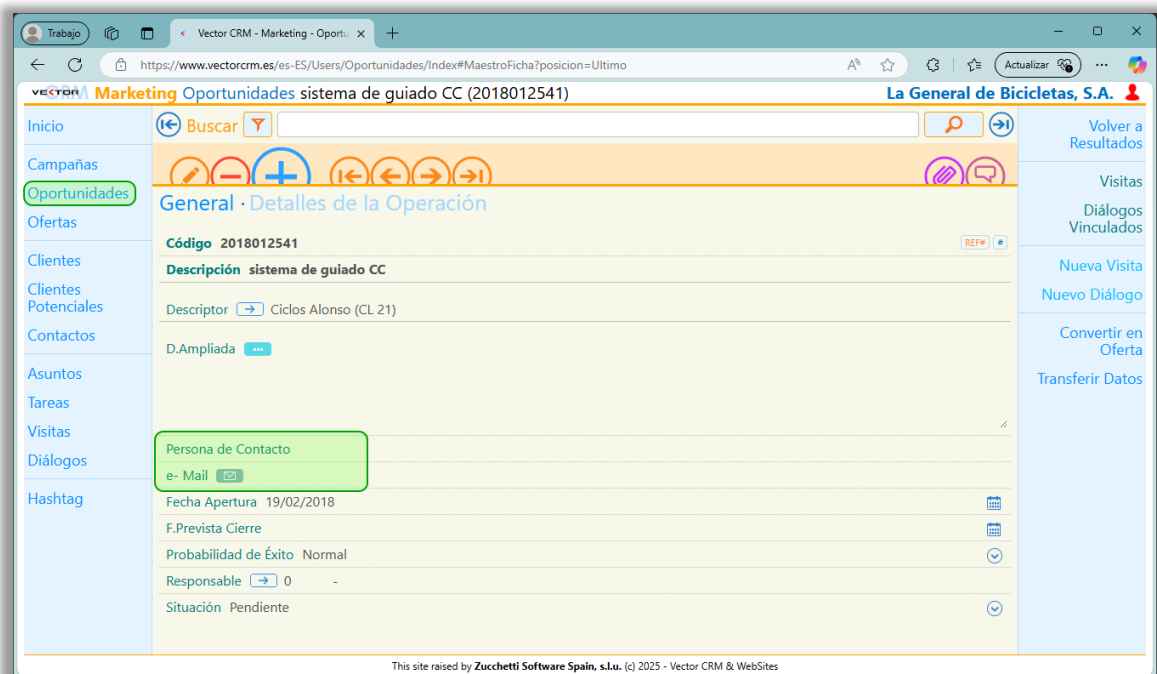 Trabajo
Vector CRM - Marketing - Oportu
https://www.vectorcrm.es/es-ES/Users/Oportunidades/Index#MaestroFicha?posicion=Ultimo
Actualizar
VECTOR CRM Marketing Oportunidades sistema de guiado CC (2018012541)
La General de Bicicletas, S.A.
Inicio
Campañas
Oportunidades
Ofertas
Clientes
Clientes
Potenciales
Contactos
Asuntos
Tareas
Visitas
Diálogos
Hashtag
Buscar
General · Detalles de la Operación
Código 2018012541
REF# #
Descripción sistema de guiado CC
Descriptor Ciclos Alonso (CL 21)
D.Ampliada
Persona de Contacto
e- Mail
Fecha Apertura 19/02/2018
F.Prevista Cierre
Probabilidad de Éxito Normal
Responsable 0 -
Situación Pendiente
Volver a
Resultados
Visitas
Diálogos
Vinculados
Nueva Visita
Nuevo Diálogo
Convertir en
Oferta
Transferir Datos
This site raised by Zucchetti Software Spain, s.l.u. (c) 2025 - Vector CRM & WebSites